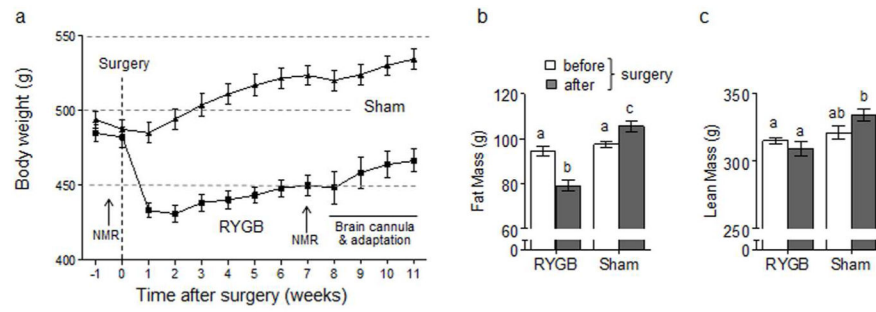 a
Body weight (g)
550
500
450
400
Surgery
Sham
RYGB
NMR
NMR
Brain cannula
& adaptation
-1 0 1 2 3 4 5 6 7 8 9 10 11
Time after surgery (weeks)
b
before
after
surgery
Fat Mass (g)
120
100
80
60
0
a
b
a
c
RYGB Sham
c
Lean Mass (g)
350
300
250
0
a
a
ab
b
RYGB Sham